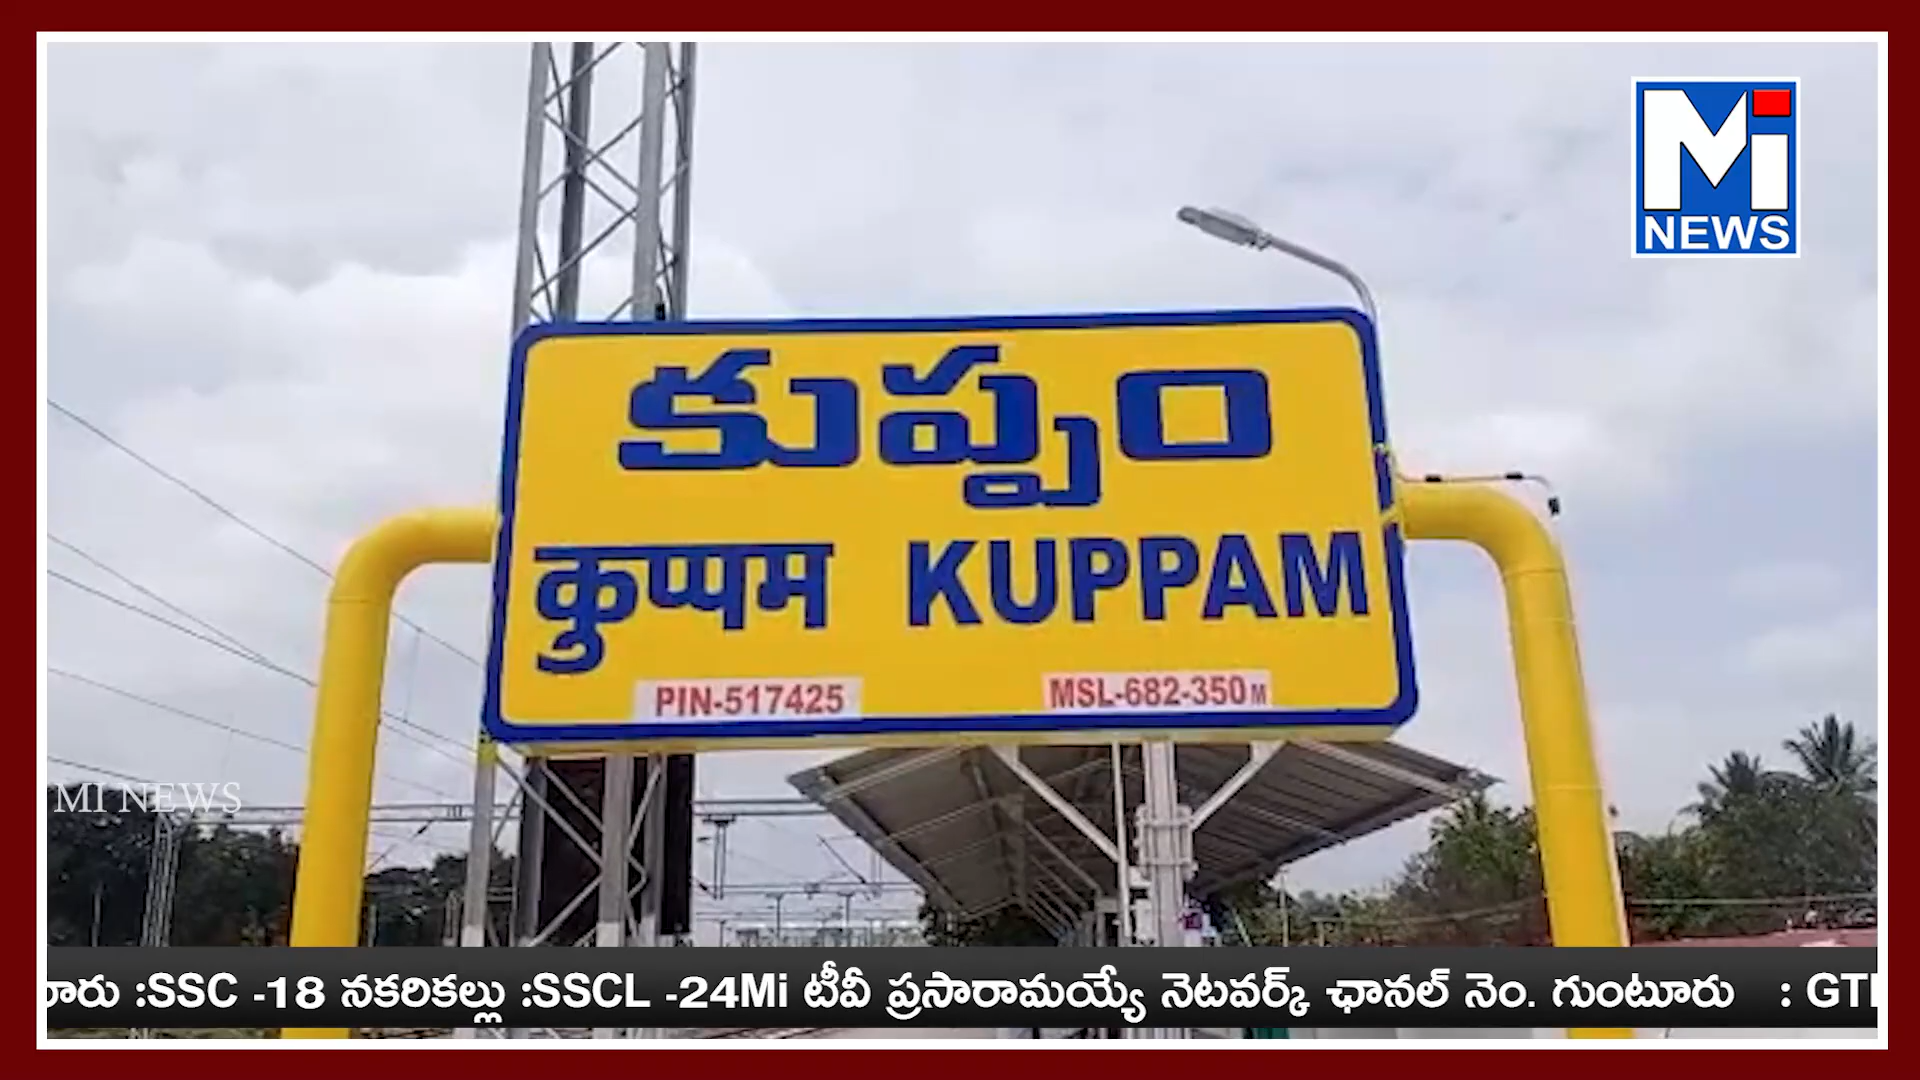 Mi
NEWS
కుప్పం
कुप्पम KUPPAM
PIN-517425 MSL-682-350M
MI NEWS
:SSC -18 నకరికల్లు :SSCL -24Mi టీవీ ప్రసారామయ్యే నెటవర్క్ ఛానల్ నెం. గుంటూరు : GT